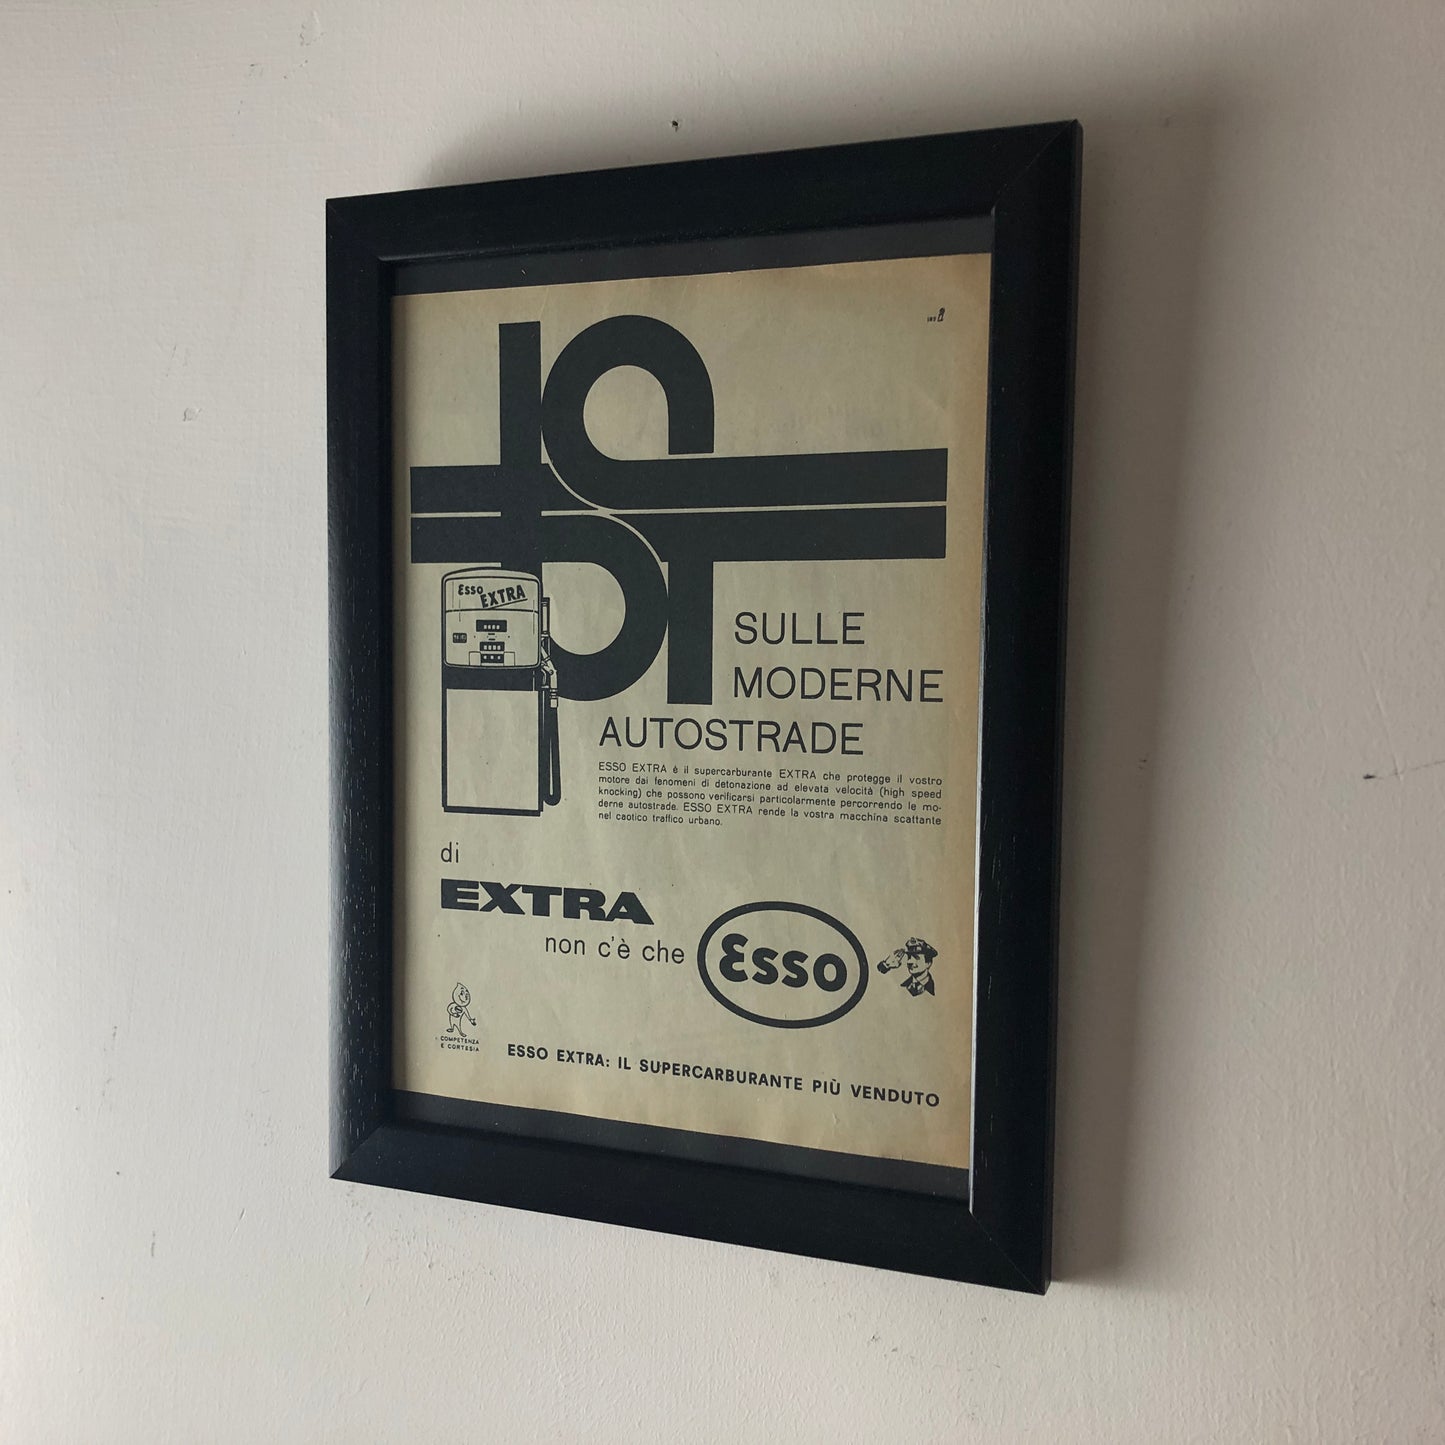 Esso
EXTRA
SULLE
MODERNE
AUTOSTRADE
ESSO EXTRA è il supercarburante EXTRA che protegge il vostro
motore dai fenomeni di detonazione ad elevata velocità (high speed
knocking) che possono verificarsi particolarmente percorrendo le mo-
derne autostrade. ESSO EXTRA rende la vostra macchina scattante
nel caotico traffico urbano.
di
EXTRA
non c'è che
Esso
COMPETENZA
E CORTESIA
ESSO EXTRA: IL SUPERCARBURANTE PIÙ VENDUTO